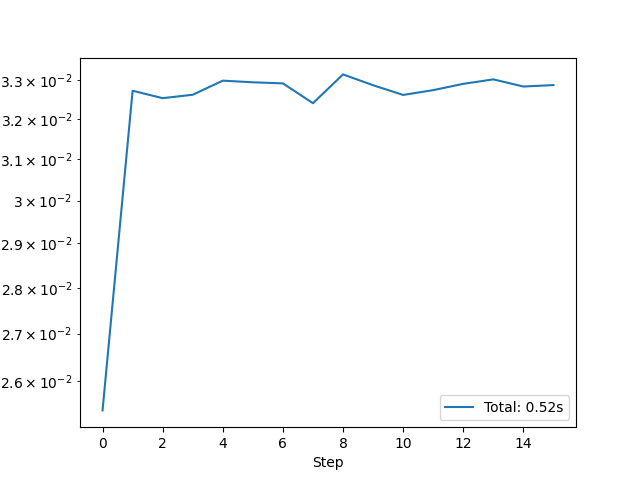 3.3 × 10⁻²
3.2 × 10⁻²
3.1 × 10⁻²
3 × 10⁻²
2.9 × 10⁻²
2.8 × 10⁻²
2.7 × 10⁻²
2.6 × 10⁻²
Total: 0.52s
0 2 4 6 8 10 12 14
Step